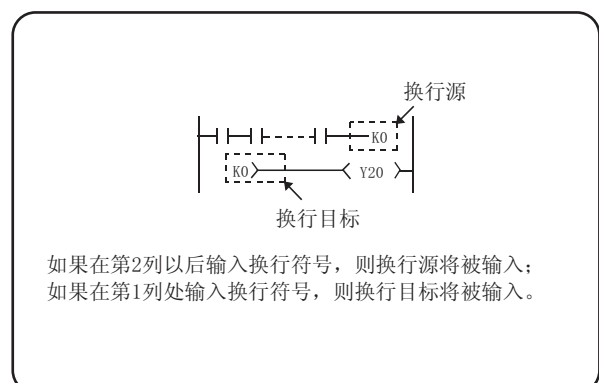 换行源
K0
K0 Y20
换行目标
如果在第2列以后输入换行符号，则换行源将被输入；
如果在第1列处输入换行符号，则换行目标将被输入。